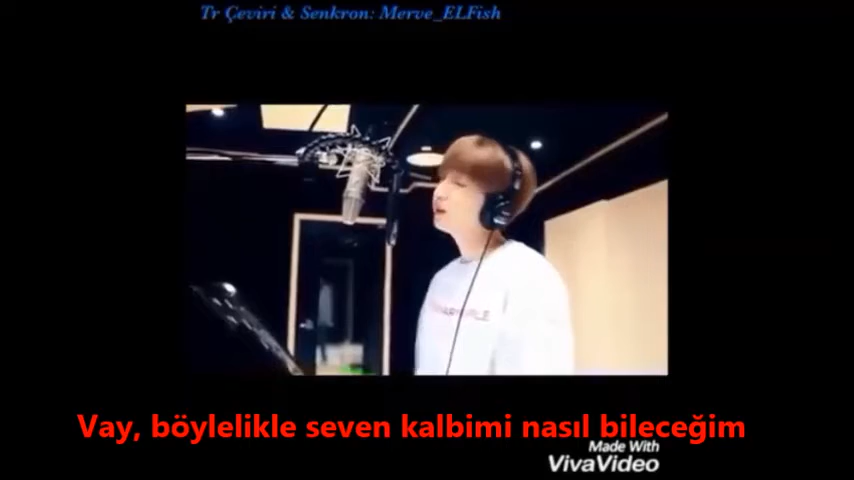 Tr Çeviri & Senkron: Merve_ELFish
Vay, böylelikle seven kalbimi nasıl bileceğim
Made With
VivaVideo